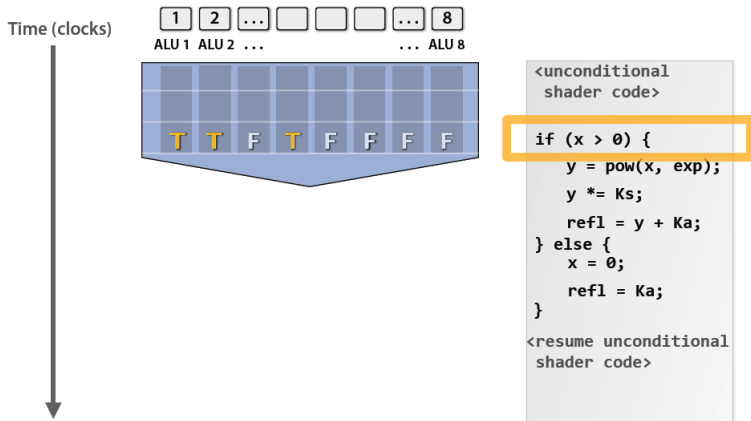 1 2 ... ... 8
Time (clocks)
ALU 1 ALU 2 ... ... ALU 8
T T F T F F F F
<unconditional
shader code>
if (x > 0) {
y = pow(x, exp);
y *= Ks;
refl = y + Ka;
} else {
x = 0;
refl = Ka;
}
<resume unconditional
shader code>